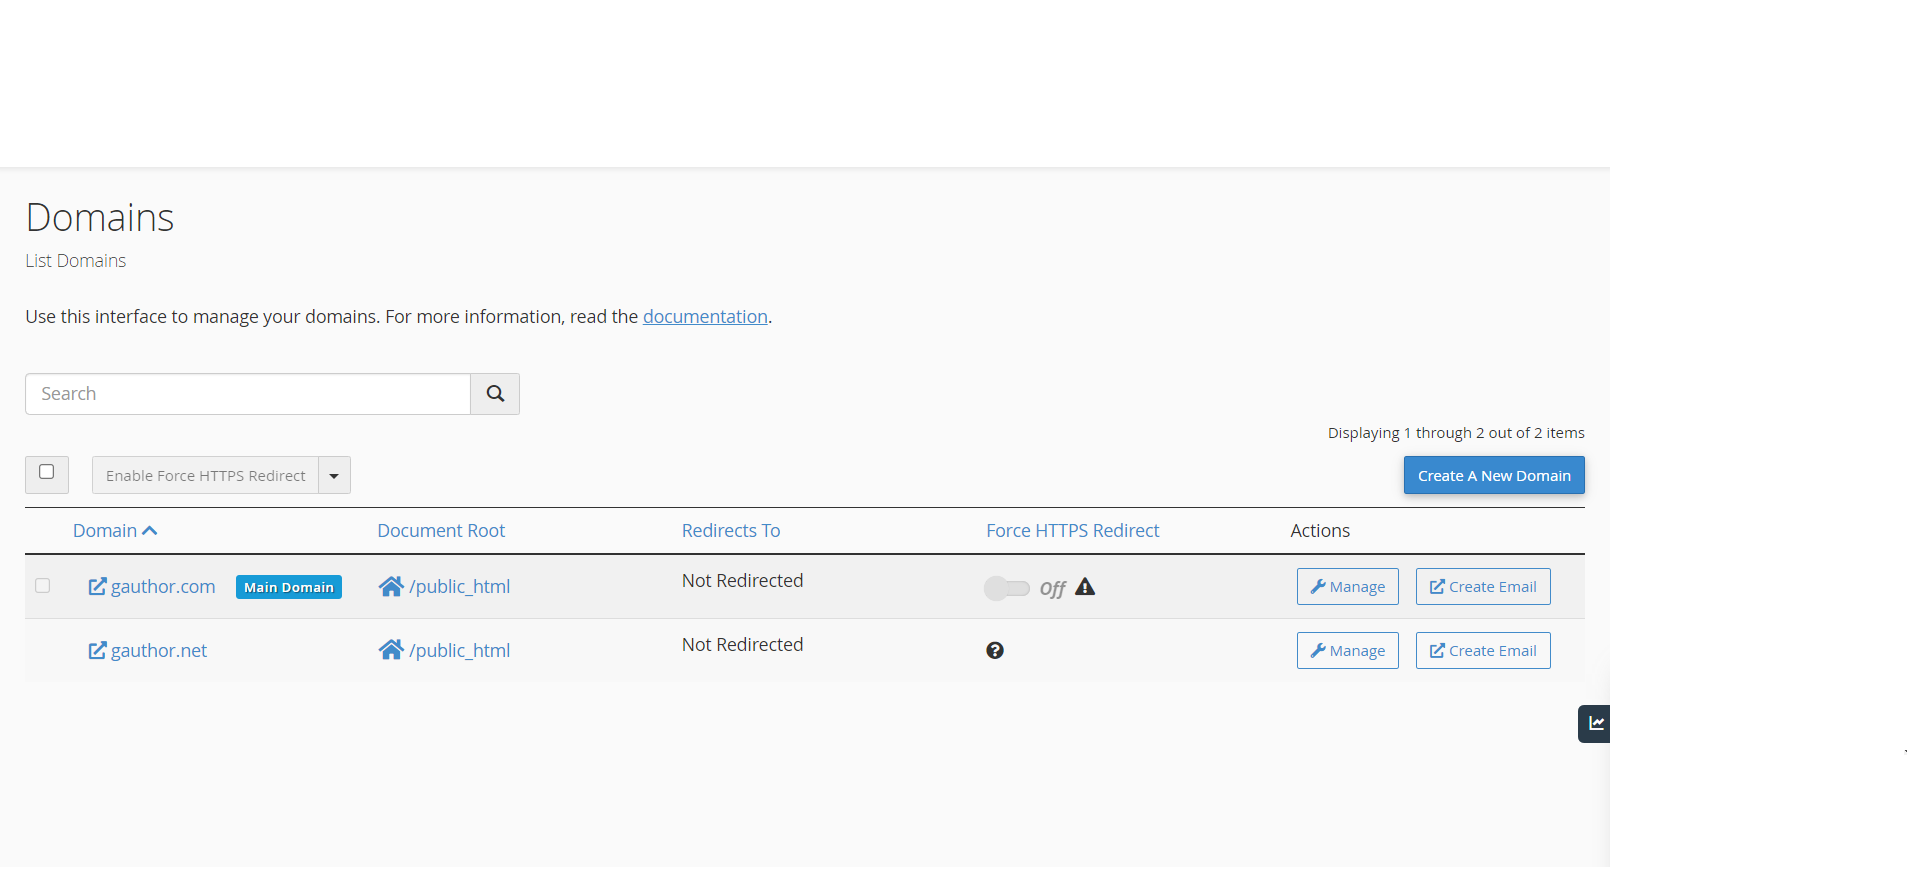 Domains
List Domains
Use this interface to manage your domains. For more information, read the documentation.
Search
Displaying 1 through 2 out of 2 items
Enable Force HTTPS Redirect
Create A New Domain
Domain Document Root Redirects To Force HTTPS Redirect Actions
gauthor.com Main Domain /public_html Not Redirected Off Manage Create Email
gauthor.net /public_html Not Redirected Manage Create Email